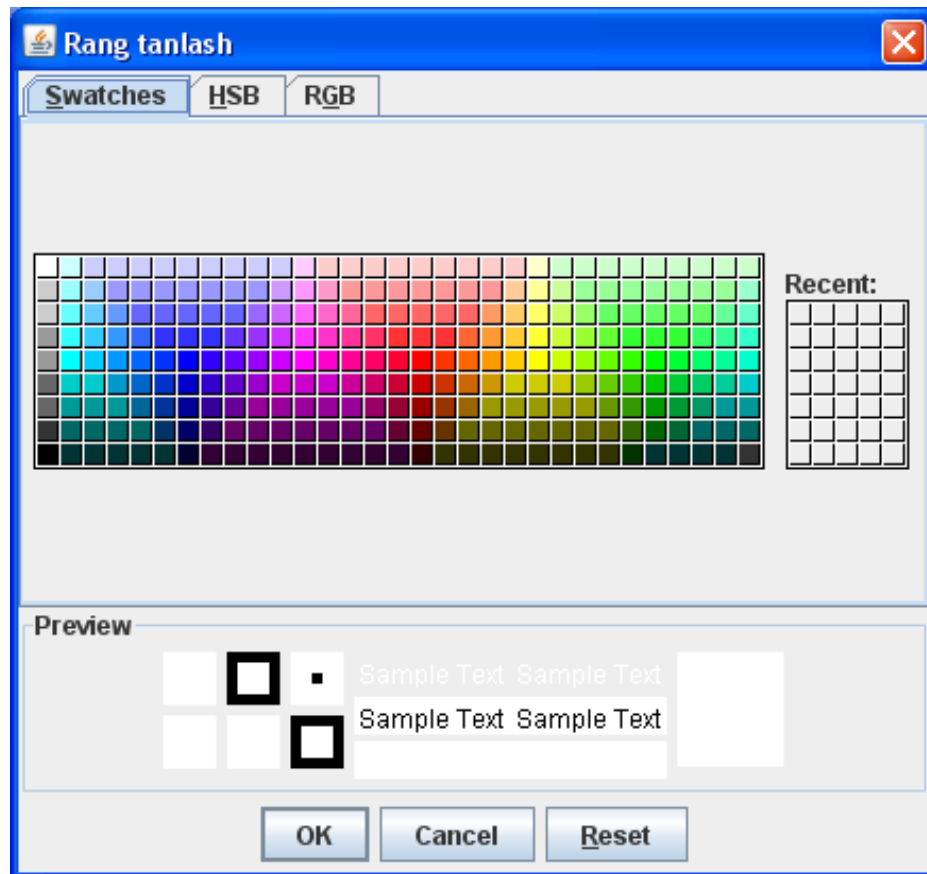 Rang tanlash
Swatches HSB RGB
Recent:
Preview
Sample Text Sample Text
Sample Text Sample Text
OK Cancel Reset